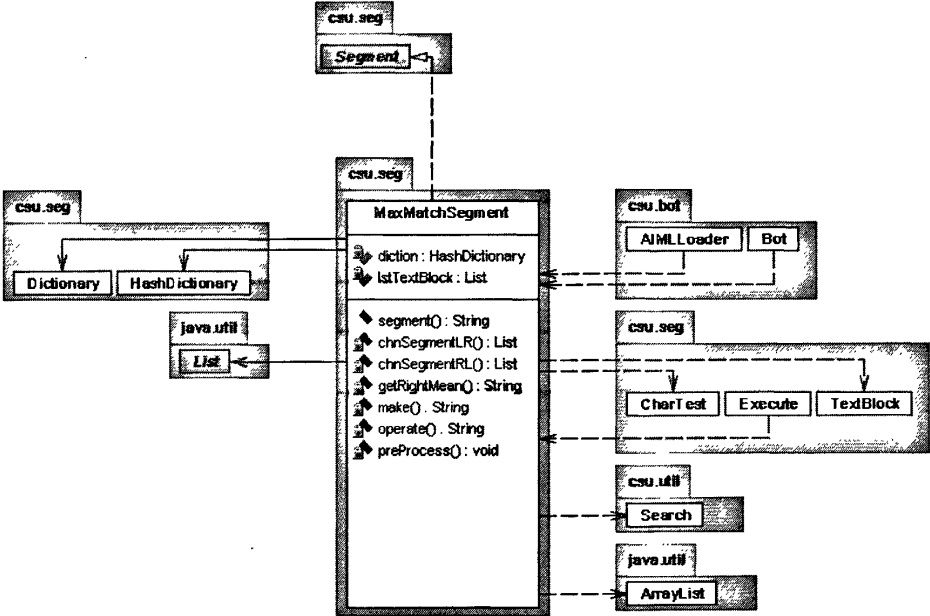 csu.seg
Segment
csu.seg
MaxMatchSegment
diction : HashDictionary
lstTextBlock : List
segment() : String
chnSegmentLR() : List
chnSegmentRL() : List
getRightMean() : String
make() . String
operate() . String
preProcess() : void
csu.seg
Dictionary
HashDictionary
java.util
List
csu.bot
AIMLLoader
Bot
csu.seg
CharTest
Execute
TextBlock
csu.util
Search
java.util
ArrayList